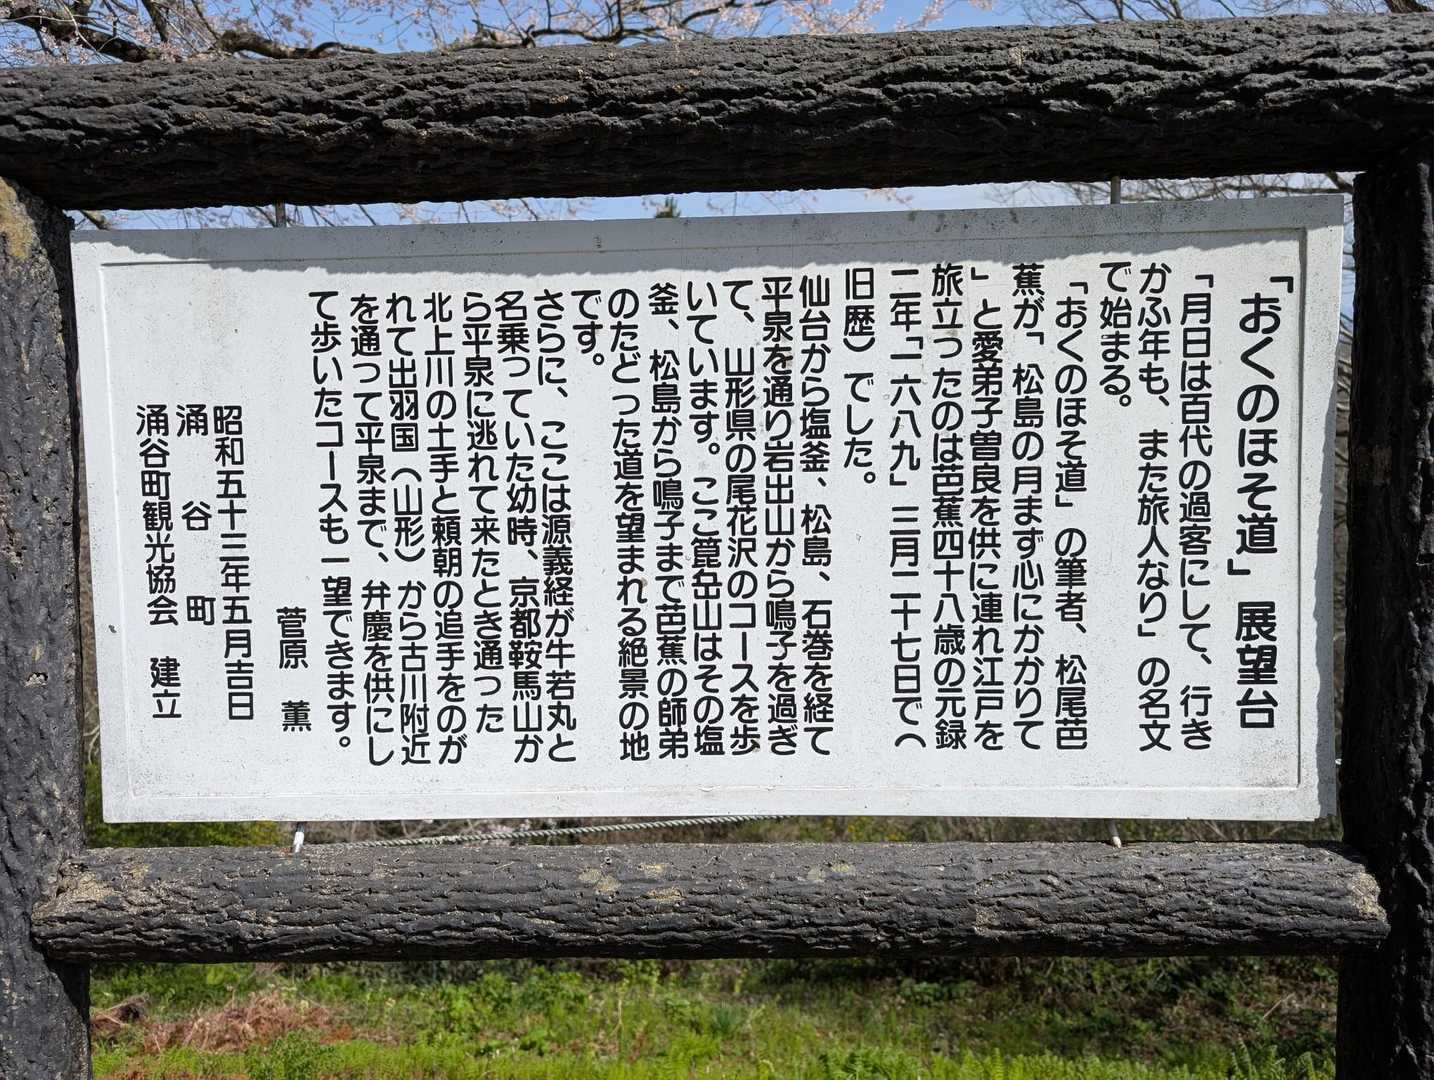 「おくのほそ道」展望台
「月日は百代の過客にして、行き
かふ年も、また旅人なり」の名文
で始まる。
「おくのほそ道」の筆者、松尾芭
蕉が「松島の月まず心にかかりて
」と愛弟子曽良を供に連れ江戸を
旅立ったのは芭蕉四十八歳の元録
二年「一六八九」三月二十七日で（
旧歴）でした。
仙台から塩釜、松島、石巻を経て
平泉を通り岩出山から鳴子を過ぎ
て、山形県の尾花沢のコースを歩
いています。ここ箆岳山はその塩
釜、松島から鳴子まで芭蕉の師弟
のたどった道を望まれる絶景の地
です。
さらに、ここは源義経が牛若丸と
名乗っていた幼時、京都鞍馬山か
ら平泉に逃れて来たとき通った
北上川の土手と頼朝の追手をのが
れて出羽国（山形）から古川附近
を通って平泉まで、弁慶を供にし
て歩いたコースも一望できます。
菅原 薫
昭和五十三年五月吉日
涌谷町
涌谷町観光協会 建立